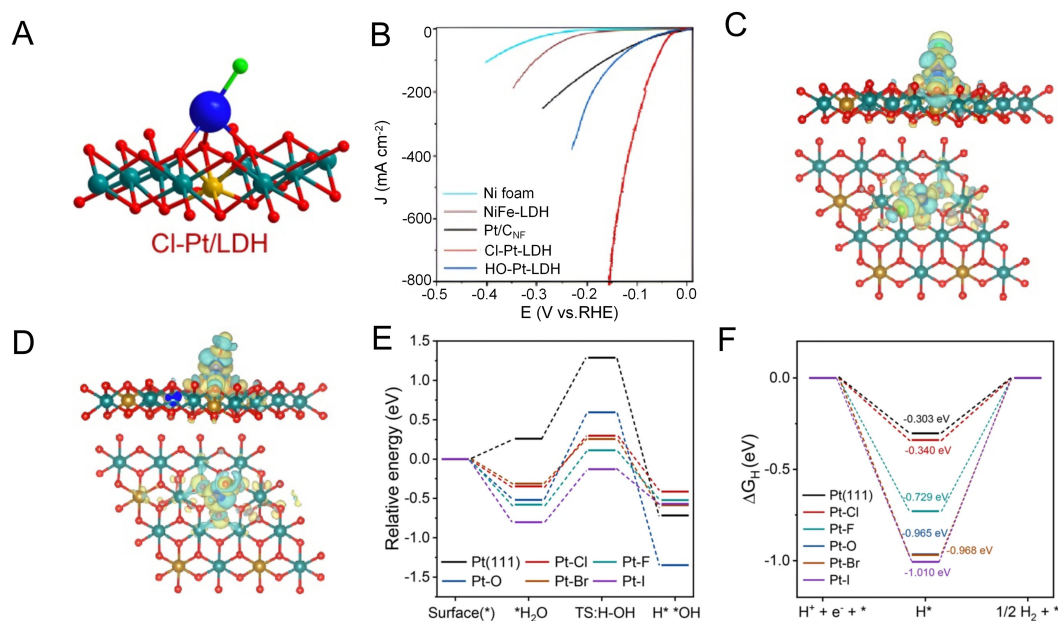 A
Cl-Pt/LDH
B
J (mA cm⁻²)
0
-200
-400
-600
-800
Ni foam
NiFe-LDH
Pt/C_NF
Cl-Pt-LDH
HO-Pt-LDH
-0.5 -0.4 -0.3 -0.2 -0.1 0.0
E (V vs.RHE)
C
D
E
Relative energy (eV)
1.5
1.0
0.5
0.0
-0.5
-1.0
-1.5
Pt(111) Pt-Cl Pt-F
Pt-O Pt-Br Pt-I
Surface(*) *H₂O TS:H-OH H* *OH
F
ΔG_H (eV)
0.0
-0.5
-1.0
-0.303 eV
-0.340 eV
-0.729 eV
-0.965 eV
-0.968 eV
-1.010 eV
Pt(111)
Pt-Cl
Pt-F
Pt-O
Pt-Br
Pt-I
H⁺ + e⁻ + * H* 1/2 H₂ + *